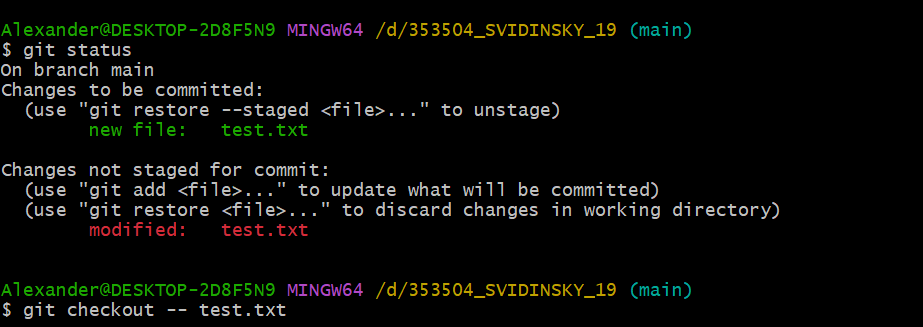 Alexander@DESKTOP-2D8F5N9 MINGW64 /d/353504_SVIDINSKY_19 (main)
$ git status
On branch main
Changes to be committed:
  (use "git restore --staged <file>..." to unstage)
        new file:   test.txt

Changes not staged for commit:
  (use "git add <file>..." to update what will be committed)
  (use "git restore <file>..." to discard changes in working directory)
        modified:   test.txt

Alexander@DESKTOP-2D8F5N9 MINGW64 /d/353504_SVIDINSKY_19 (main)
$ git checkout -- test.txt